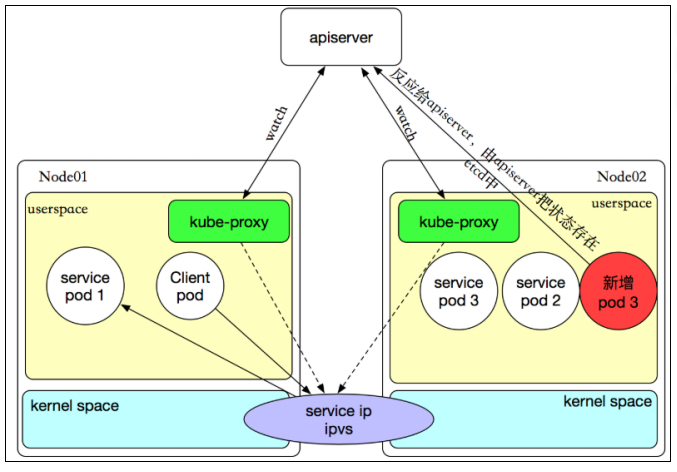 apiserver
watch
watch
反应给apiserver，由apiserver把状态存在
etcd中
Node01
userspace
kube-proxy
service
pod 1
Client
pod
kernel space
Node02
userspace
kube-proxy
service
pod 3
service
pod 2
新增
pod 3
kernel space
service ip
ipvs